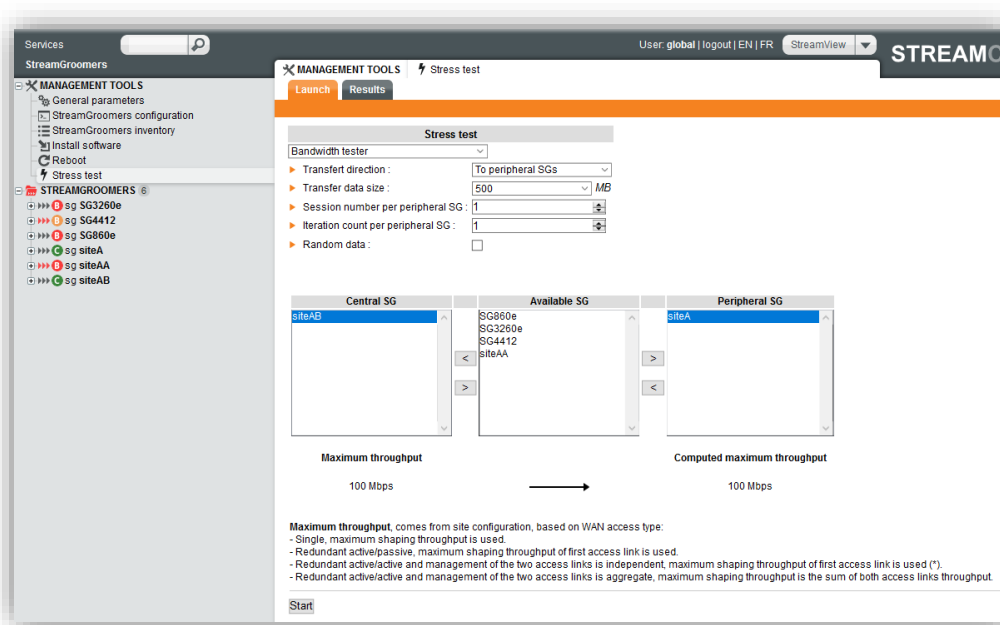 Services
User: global | logout | EN | FR StreamView
StreamGroomers
MANAGEMENT TOOLS
General parameters
StreamGroomers configuration
StreamGroomers inventory
Install software
Reboot
Stress test
STREAMGROOMERS 6
B sg SG3260e
B sg SG4412
B sg SG860e
C sg siteA
B sg siteAA
C sg siteAB
STREAMC
MANAGEMENT TOOLS Stress test
Launch Results
Stress test
Bandwidth tester
Transfert direction : To peripheral SGs
Transfer data size : 500 MB
Session number per peripheral SG : 1
Iteration count per peripheral SG : 1
Random data :
Central SG Available SG Peripheral SG
siteAB SG860e siteA
SG3260e
SG4412
< siteAA >
> <
Maximum throughput Computed maximum throughput
100 Mbps 100 Mbps
Maximum throughput, comes from site configuration, based on WAN access type:
- Single, maximum shaping throughput is used.
- Redundant active/passive, maximum shaping throughput of first access link is used.
- Redundant active/active and management of the two access links is independent, maximum shaping throughput of first access link is used (*).
- Redundant active/active and management of the two access links is aggregate, maximum shaping throughput is the sum of both access links throughput.
Start